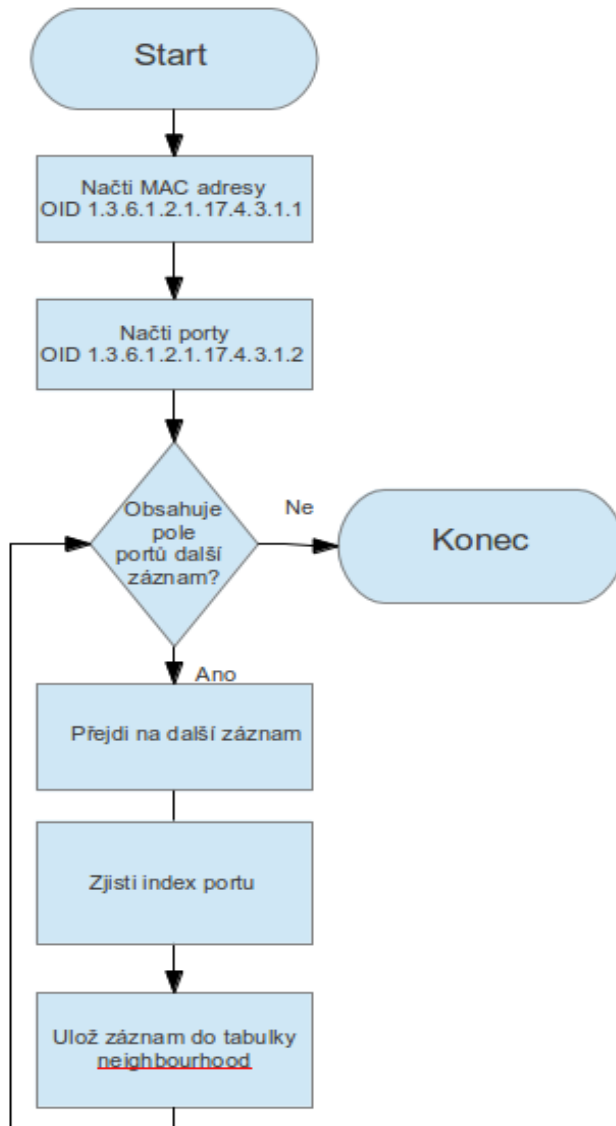 Start
Načti MAC adresy
OID 1.3.6.1.2.1.17.4.3.1.1
Načti porty
OID 1.3.6.1.2.1.17.4.3.1.2
Obsahuje
pole
portů další
záznam?
Ne
Konec
Ano
Přejdi na další záznam
Zjisti index portu
Ulož záznam do tabulky
neighbourhood